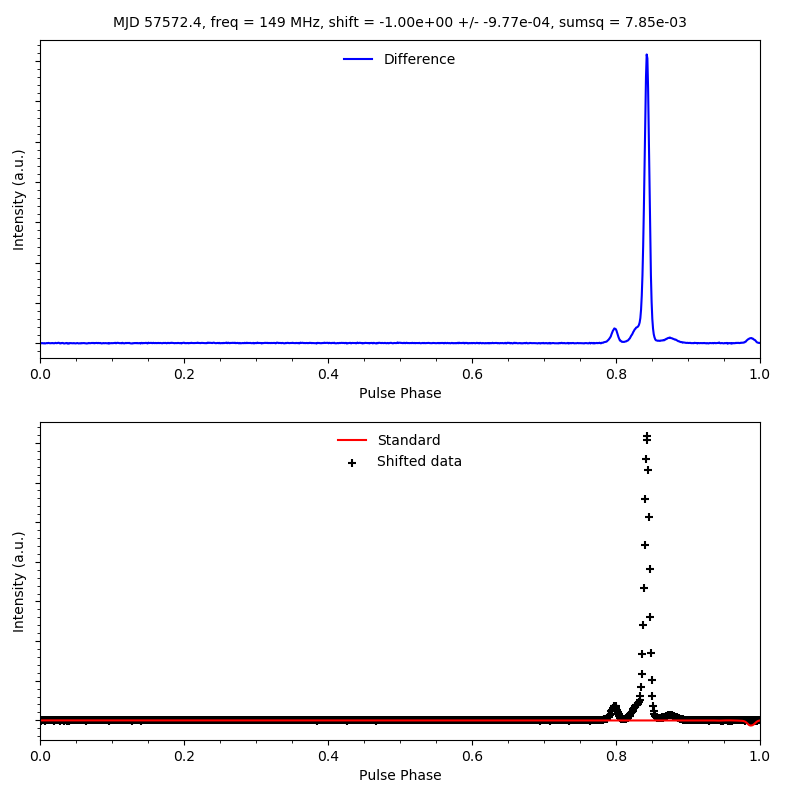 MJD 57572.4, freq = 149 MHz, shift = -1.00e+00 +/- -9.77e-04, sumsq = 7.85e-03
Difference
Intensity (a.u.)
0.0 0.2 0.4 0.6 0.8 1.0
Pulse Phase
Standard
Shifted data
Intensity (a.u.)
0.0 0.2 0.4 0.6 0.8 1.0
Pulse Phase